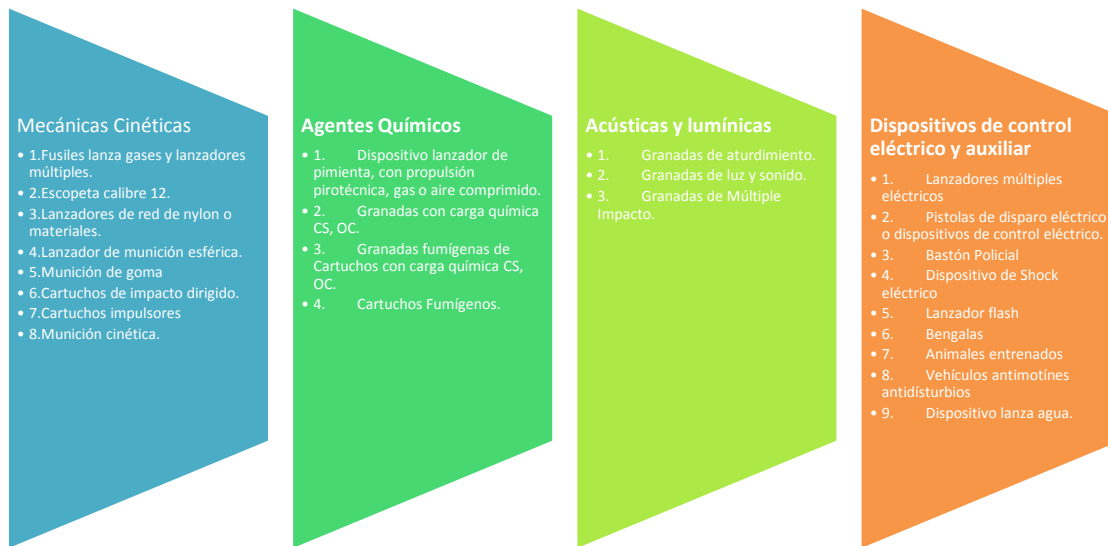 Mecánicas Cinéticas
• 1.Fusiles lanza gases y lanzadores
múltiples.
• 2.Escopeta calibre 12.
• 3.Lanzadores de red de nylon o
materiales.
• 4.Lanzador de munición esférica.
• 5.Munición de goma
• 6.Cartuchos de impacto dirigido.
• 7.Cartuchos impulsores
• 8.Munición cinética.
Agentes Químicos
• 1. Dispositivo lanzador de
pimienta, con propulsión
pirotécnica, gas o aire comprimido.
• 2. Granadas con carga química
CS, OC.
• 3. Granadas fumígenas de
Cartuchos con carga química CS,
OC.
• 4. Cartuchos Fumígenos.
Acústicas y lumínicas
• 1. Granadas de aturdimiento.
• 2. Granadas de luz y sonido.
• 3. Granadas de Múltiple
Impacto.
Dispositivos de control
eléctrico y auxiliar
• 1. Lanzadores múltiples
eléctricos
• 2. Pistolas de disparo eléctrico
o dispositivos de control eléctrico.
• 3. Bastón Policial
• 4. Dispositivo de Shock
eléctrico
• 5. Lanzador flash
• 6. Bengalas
• 7. Animales entrenados
• 8. Vehículos antimotínes
antidísturbios
• 9. Dispositivo lanza agua.